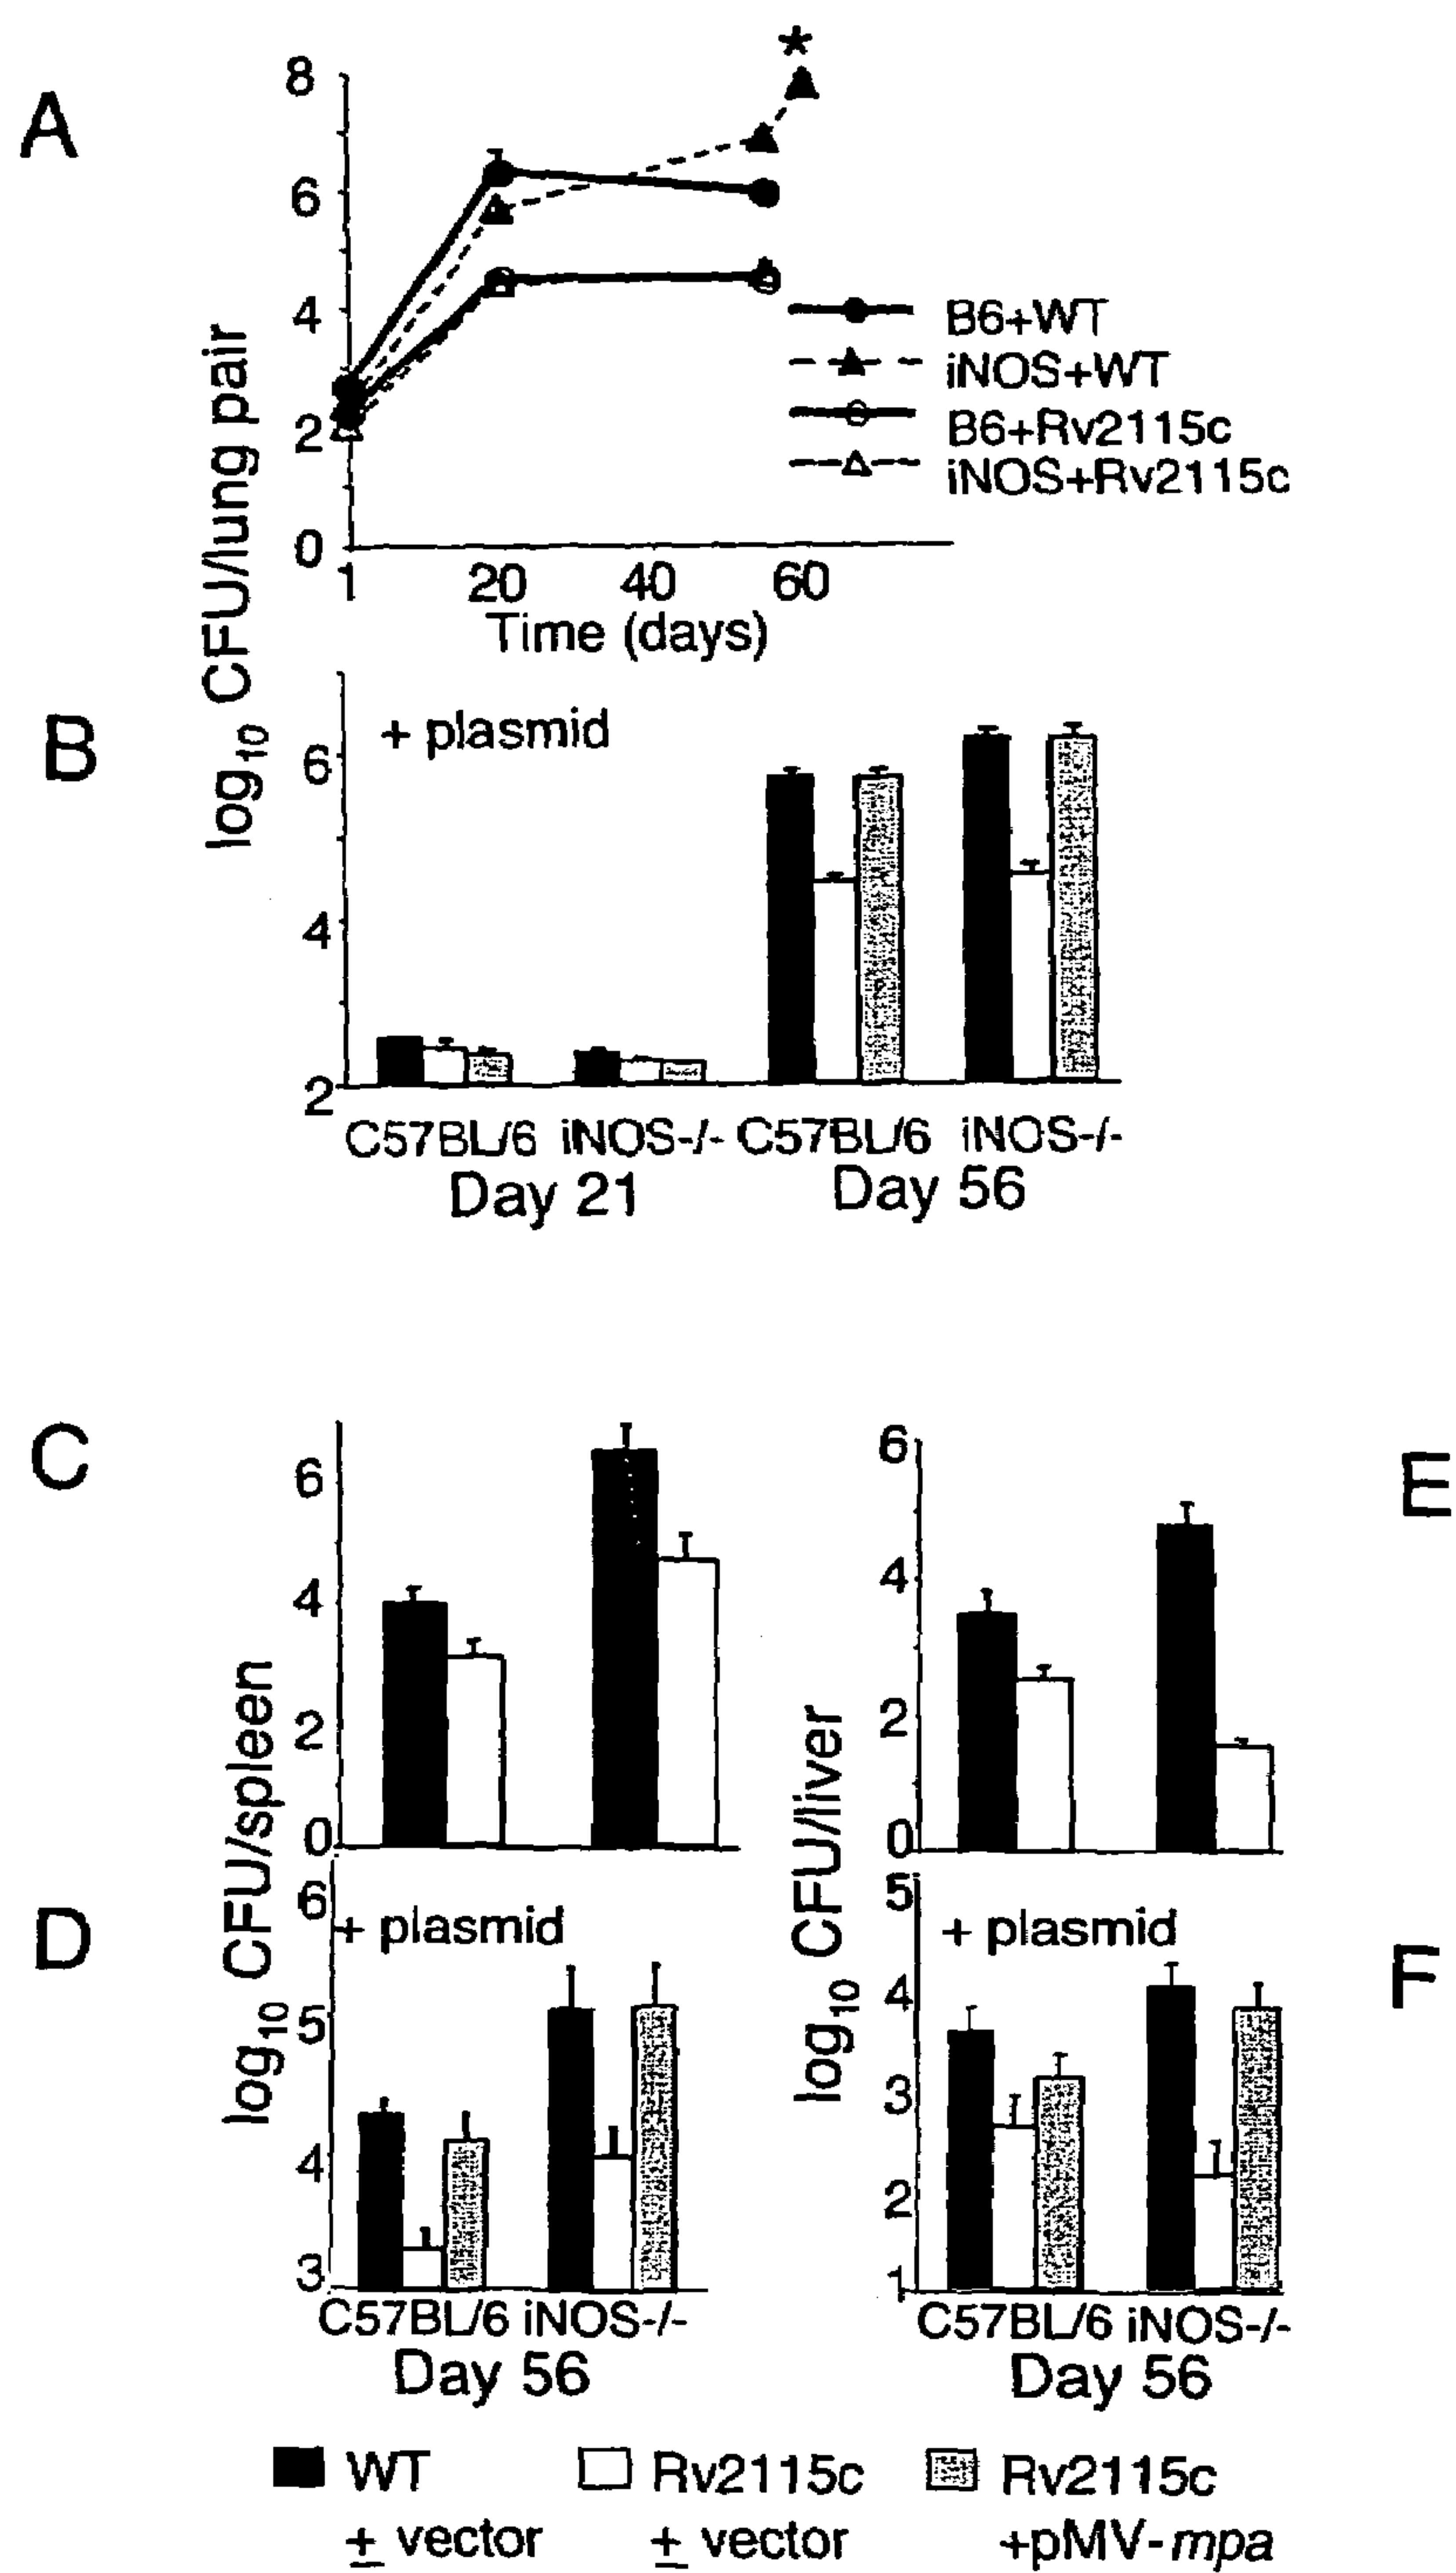 A
*
8
6
4
2
0
1 20 40 60
Time (days)
log10 CFU/lung pair
B6+WT
iNOS+WT
B6+Rv2115c
iNOS+Rv2115c
B
+ plasmid
6
4
2
C57BL/6 iNOS-/- C57BL/6 iNOS-/-
Day 21 Day 56
C
6
4
2
0
log10 CFU/spleen
E
6
4
2
0
log10 CFU/liver
D
+ plasmid
6
5
4
3
C57BL/6 iNOS-/-
Day 56
F
+ plasmid
5
4
3
2
1
C57BL/6 iNOS-/-
Day 56
WT Rv2115c Rv2115c
± vector ± vector +pMV-mpa